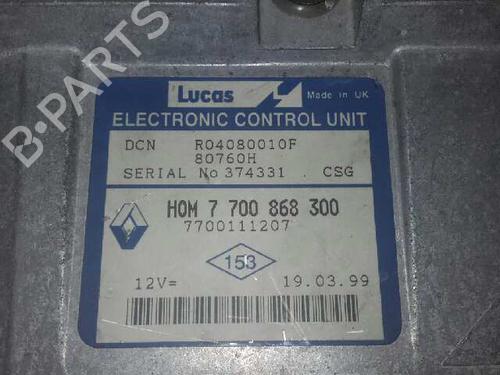 Lucas
Made in UK
ELECTRONIC CONTROL UNIT
DCN R04080010F
80760H
SERIAL No 374331 CSG
HOM 7 700 868 300
7700111207
153
12V= 19.03.99
B-PARTS